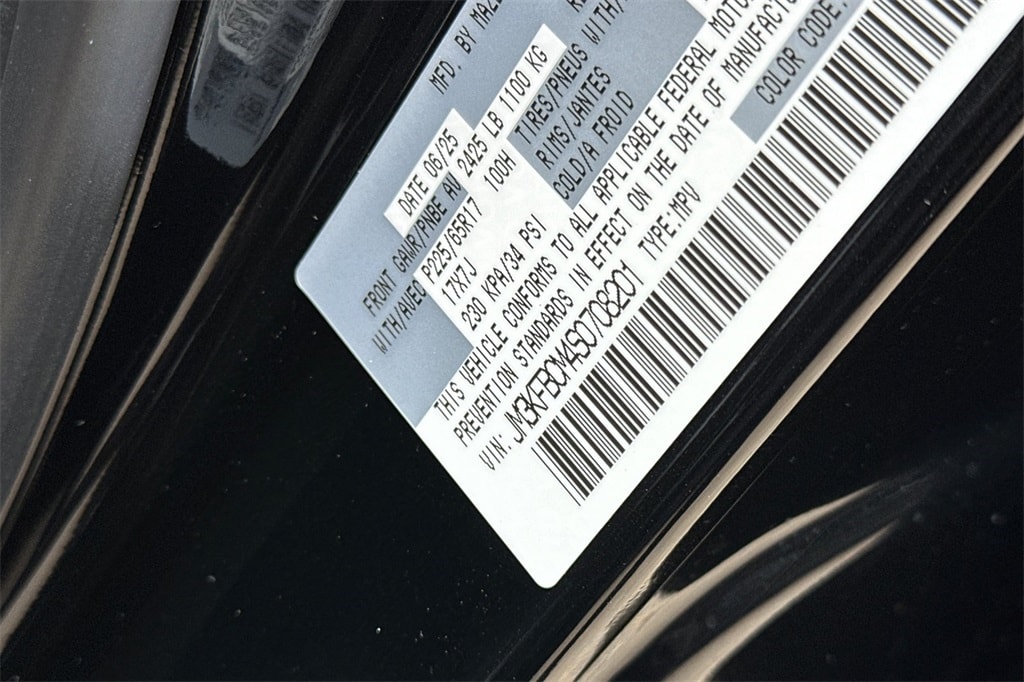 MFD. BY MAZ
DATE 06/25
FRONT GAWR/PNBE AV 2425 LB 1100 KG
WITH/AVEC P225/65R17 100H TIRES/PNEUS WITH/
17X7J RIMS/JANTES
230 KPA/34 PSI COLD/A FROID
THIS VEHICLE CONFORMS TO ALL APPLICABLE FEDERAL MOTO
PREVENTION STANDARDS IN EFFECT ON THE DATE OF MANUFACTU
VIN: JM3KFBCM4S0708201 TYPE:MPV COLOR CODE: